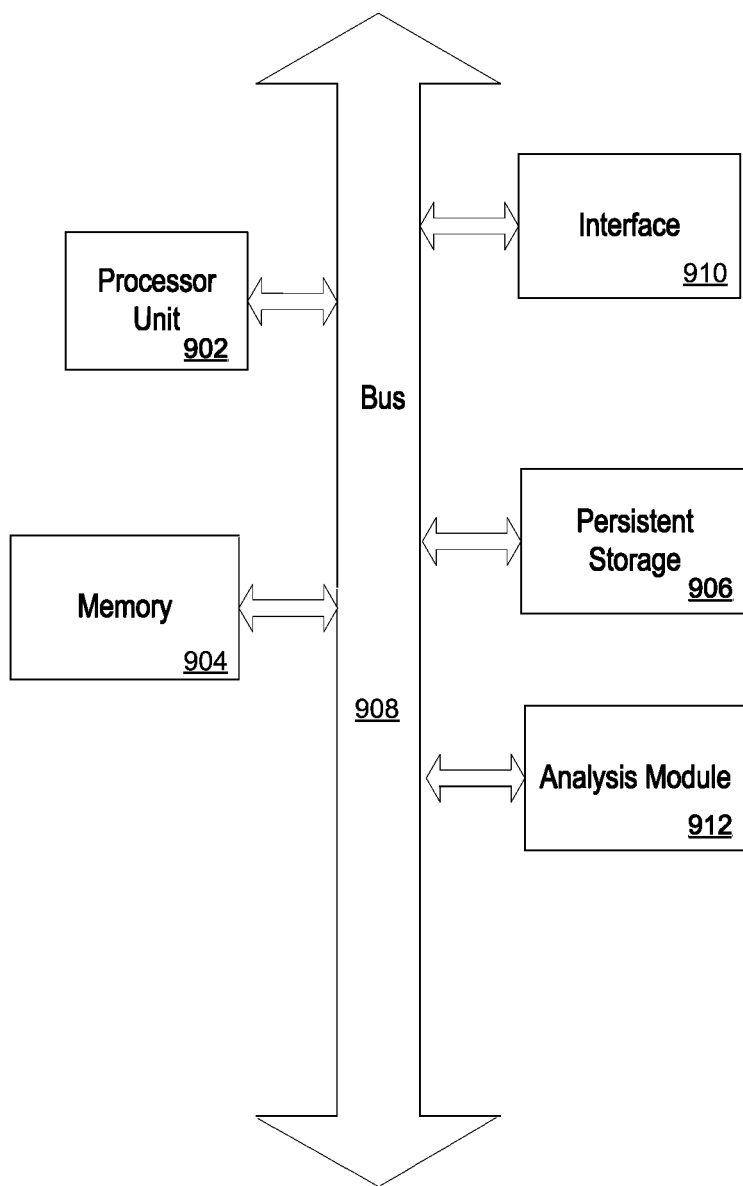 Interface
910
Processor
Unit
902
Bus
Persistent
Storage
906
Memory
904
908
Analysis Module
912